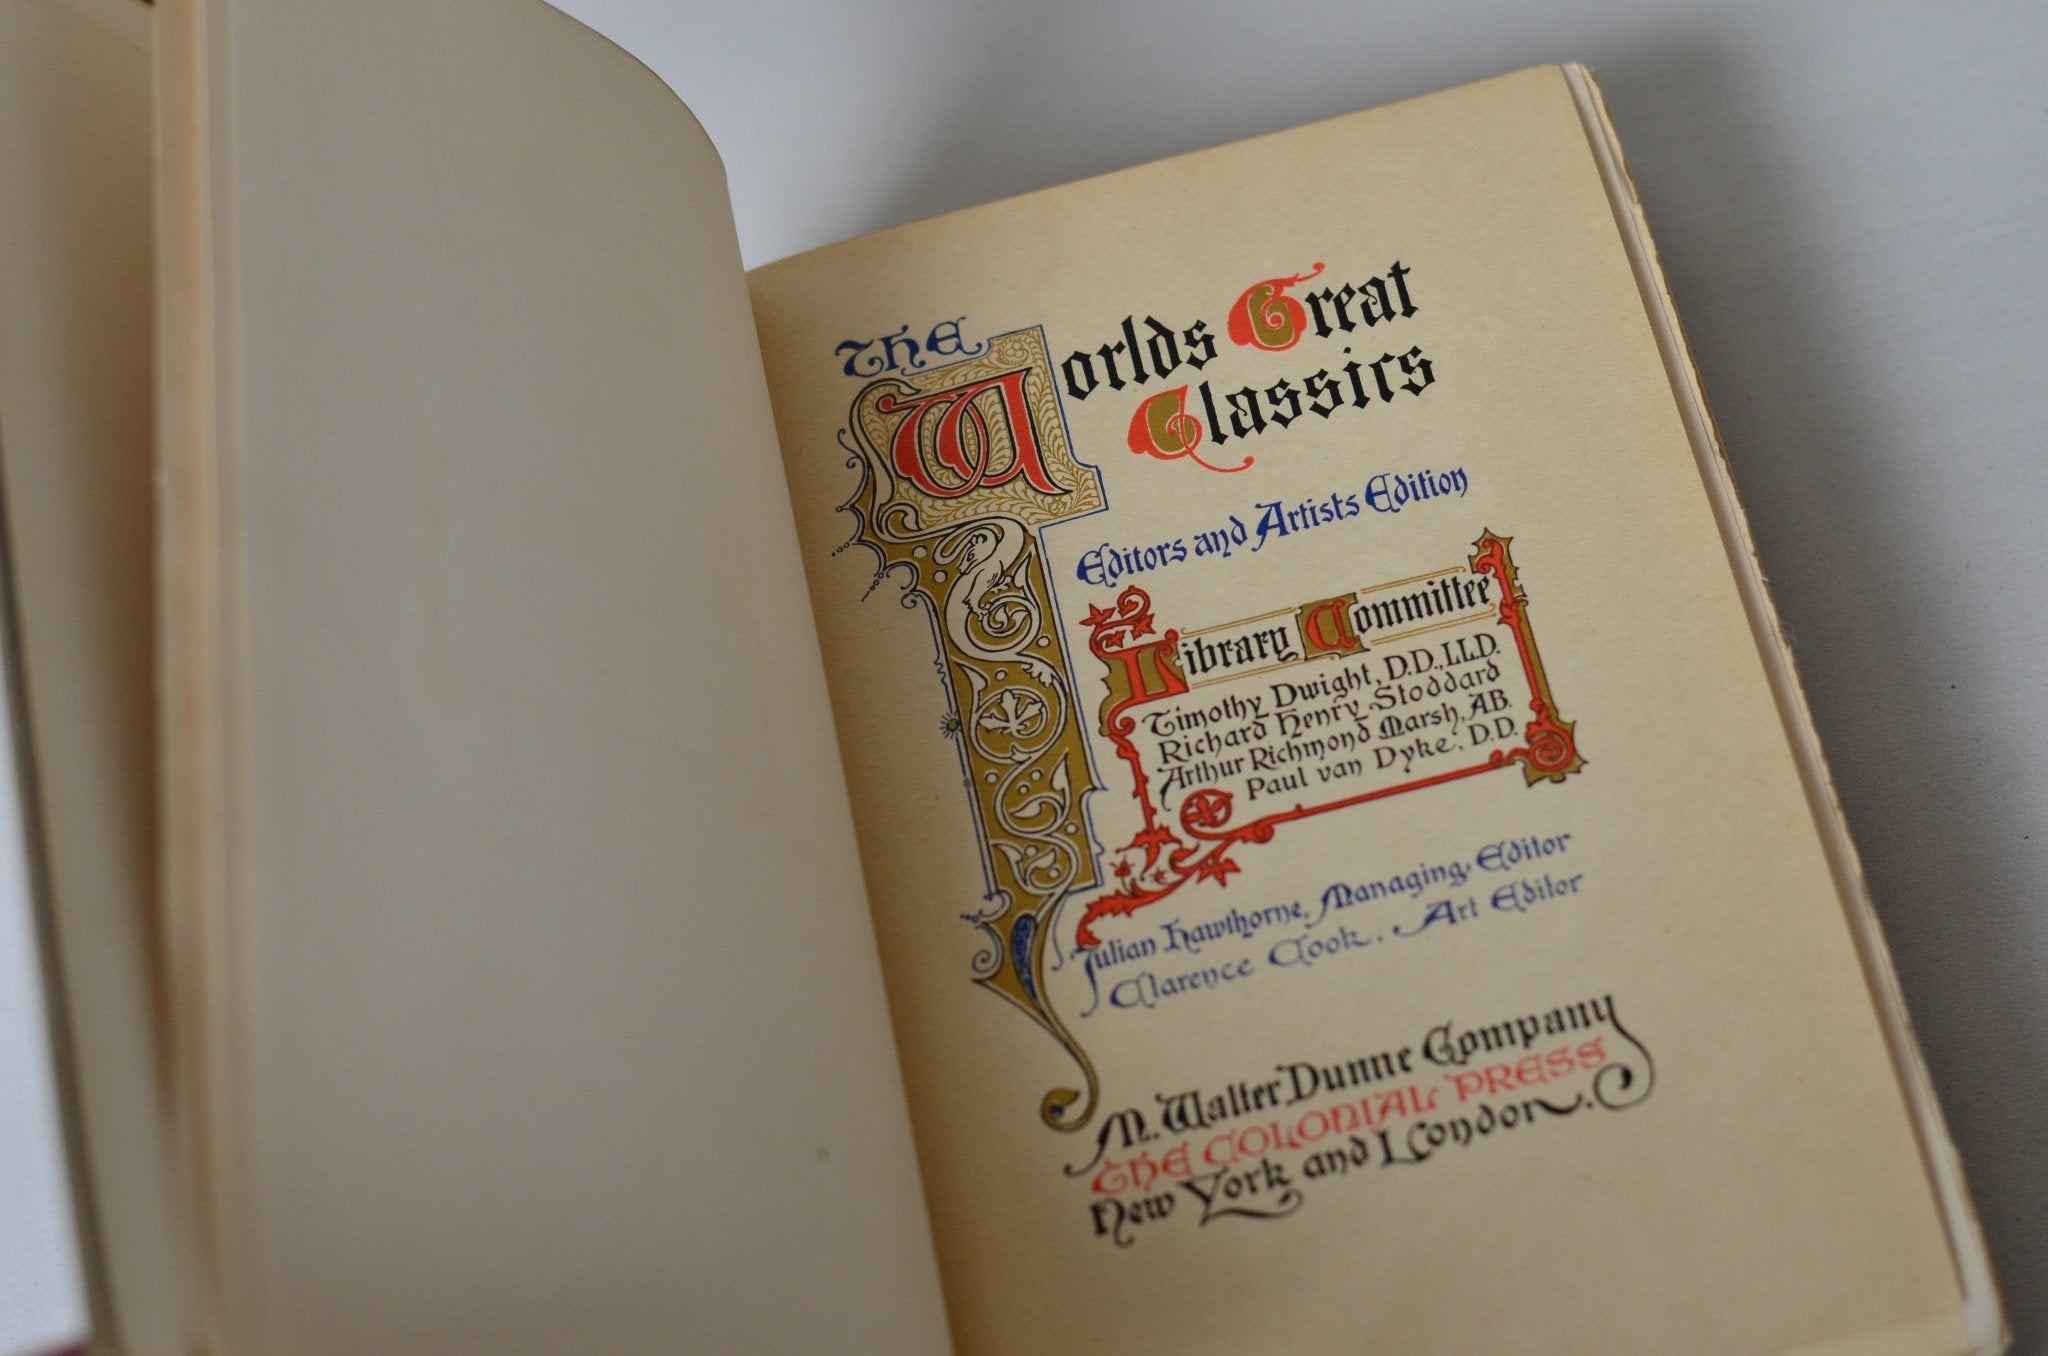 The Worlds Great
Classics
Editors and Artists Edition
Library Committee
Timothy Dwight, D.D., LL.D.
Richard Henry Stoddard
Arthur Richmond Marsh, A.B.
Paul van Dyke, D.D.
Julian Hawthorne, Managing Editor
Clarence Cook, Art Editor
M. Walter Dunne Company
THE COLONIAL PRESS
New York and London.